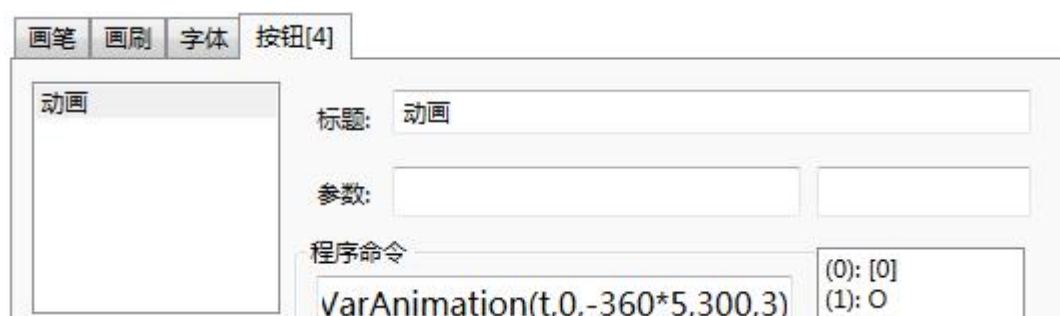 画笔 画刷 字体 按钮[4]
动画
标题: 动画
参数:
程序命令
VarAnimation(t,0,-360*5,300,3)
(0): [0]
(1): O